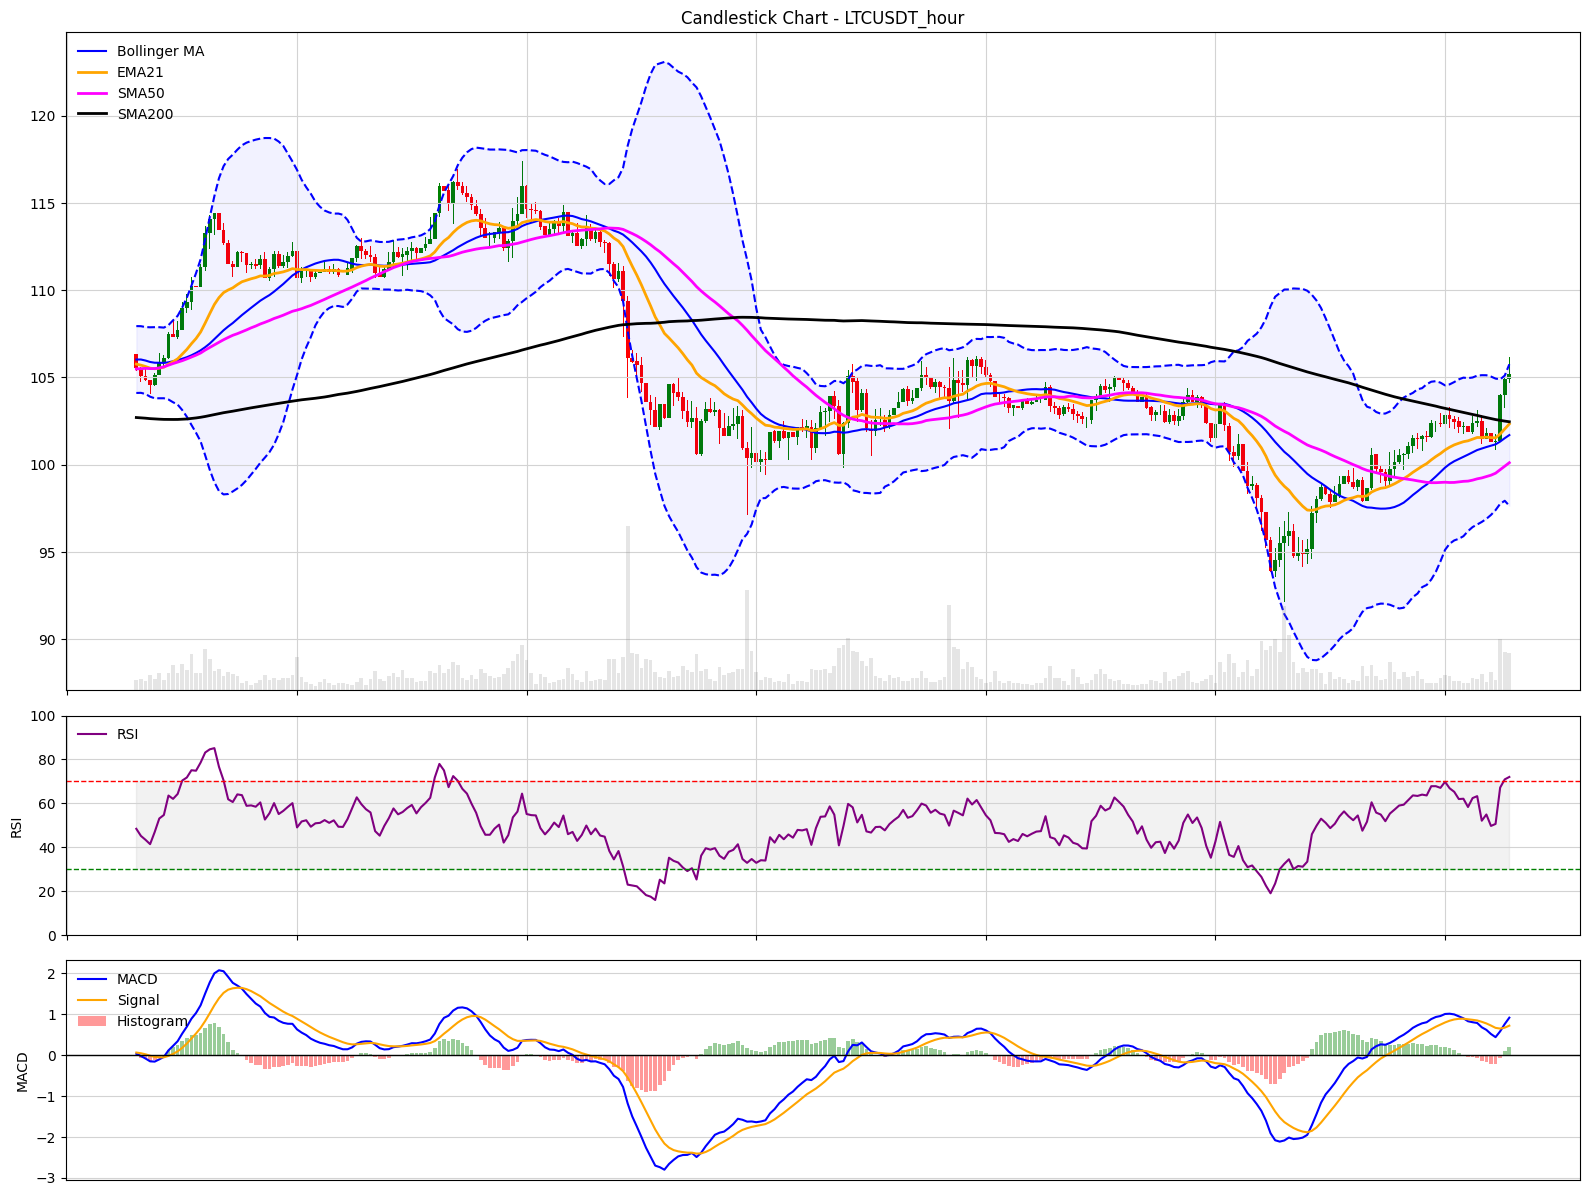 Candlestick Chart - LTCUSDT_hour
Bollinger MA
EMA21
SMA50
SMA200
120
115
110
105
100
95
90
RSI
100
80
60
40
20
0
RSI
MACD
Signal
Histogram
2
1
0
−1
−2
−3
MACD